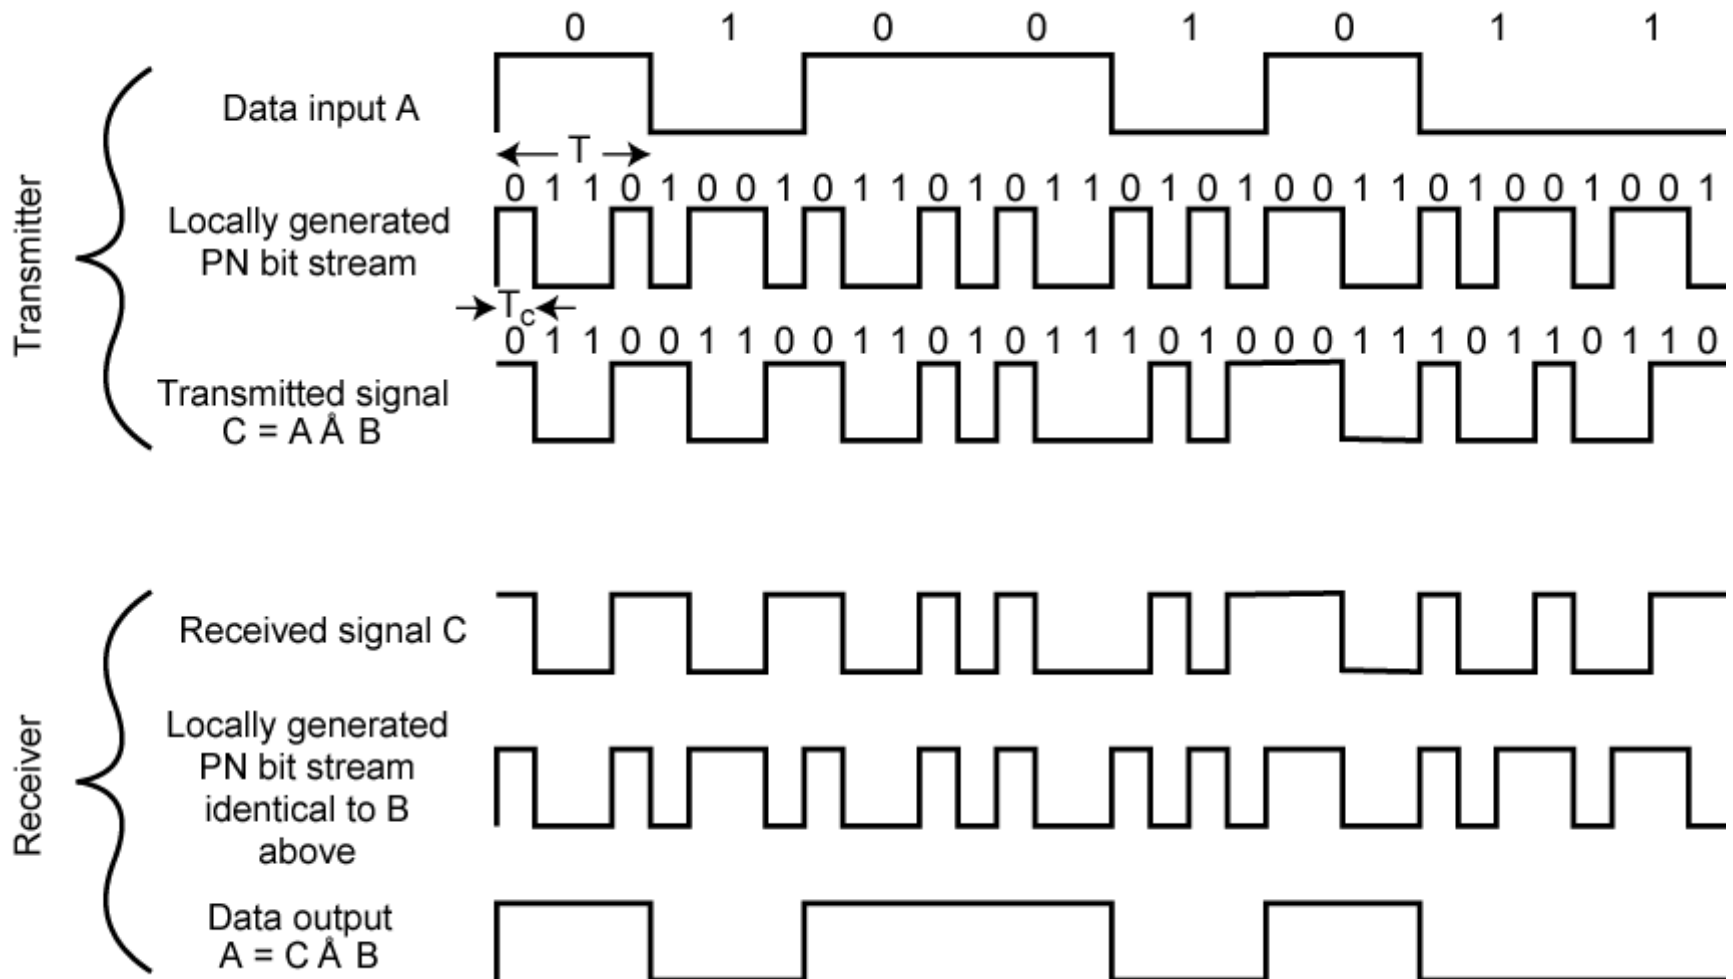 0 1 0 0 1 0 1 1
Data input A
T
0 1 1 0 1 0 0 1 0 1 1 0 1 0 1 1 0 1 0 1 0 0 1 1 0 1 0 0 1 0 0 1
Locally generated
PN bit stream
Transmitter
Tc
0 1 1 0 0 1 1 0 0 1 1 0 1 0 1 1 1 0 1 0 0 0 1 1 1 0 1 1 0 1 1 0
Transmitted signal
C = A Å B
Received signal C
Locally generated
PN bit stream
identical to B
above
Receiver
Data output
A = C Å B